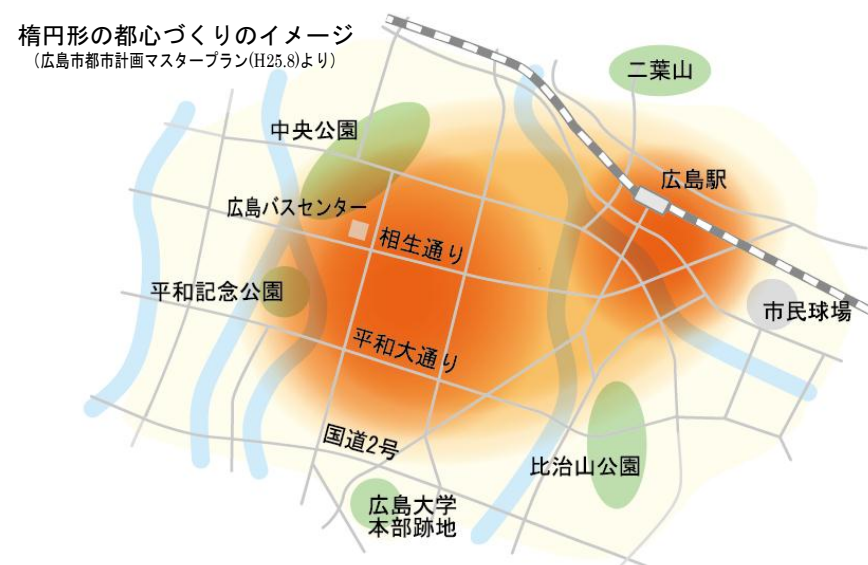 楕円形の都心づくりのイメージ
（広島市都市計画マスタープラン(H25.8)より）
二葉山
中央公園
広島駅
広島バスセンター
相生通り
平和記念公園
市民球場
平和大通り
国道2号
比治山公園
広島大学
本部跡地